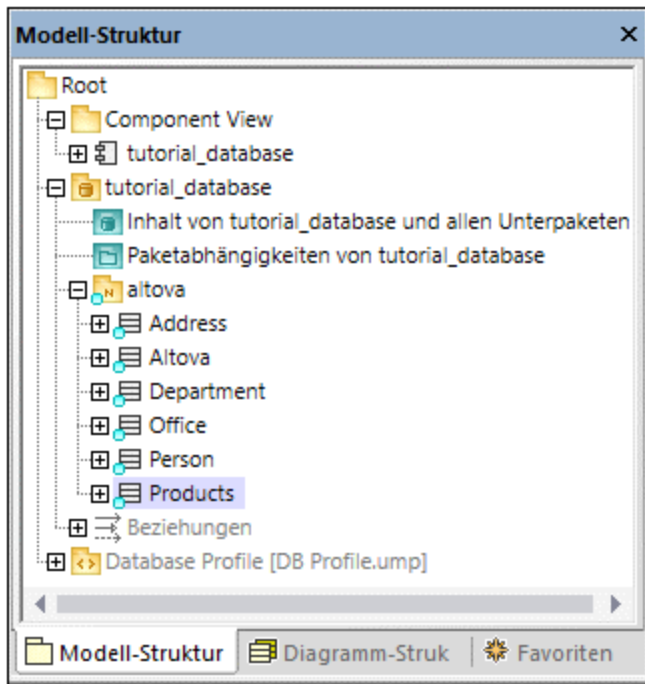 Modell-Struktur
Root
Component View
tutorial_database
tutorial_database
Inhalt von tutorial_database und allen Unterpaketen
Paketabhängigkeiten von tutorial_database
altova
Address
Altova
Department
Office
Person
Products
Beziehungen
Database Profile [DB Profile.ump]
Modell-Struktur Diagramm-Struk Favoriten